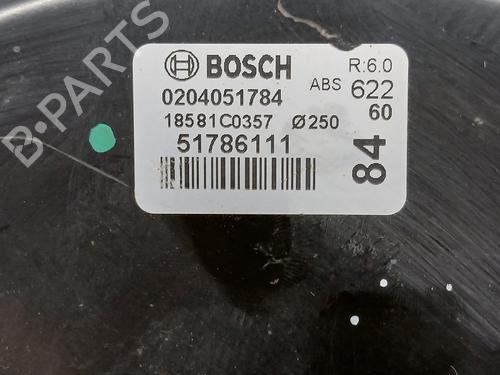 B-PARTS
BOSCH R:6.0
0204051784 ABS 622
18581C0357 Ø250 60
51786111
84